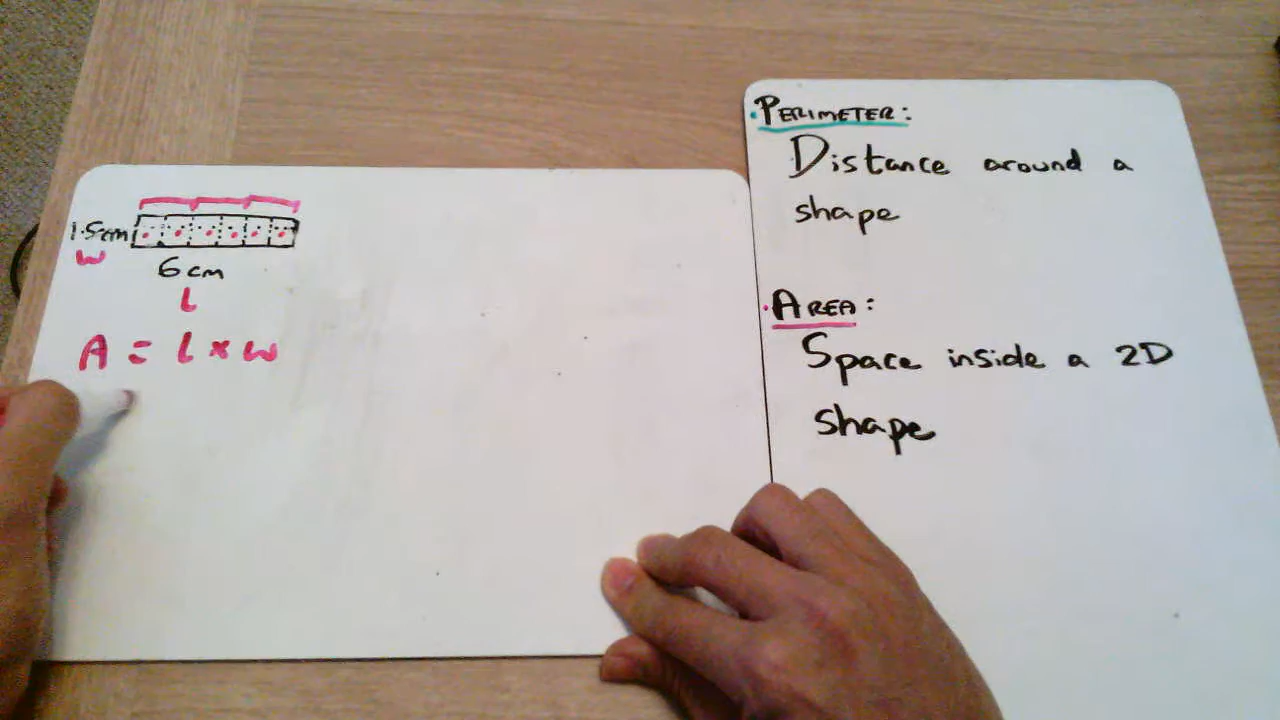 1.5cm
W
6cm
L
A = L × W
PERIMETER:
Distance around a
shape
AREA:
Space inside a 2D
shape